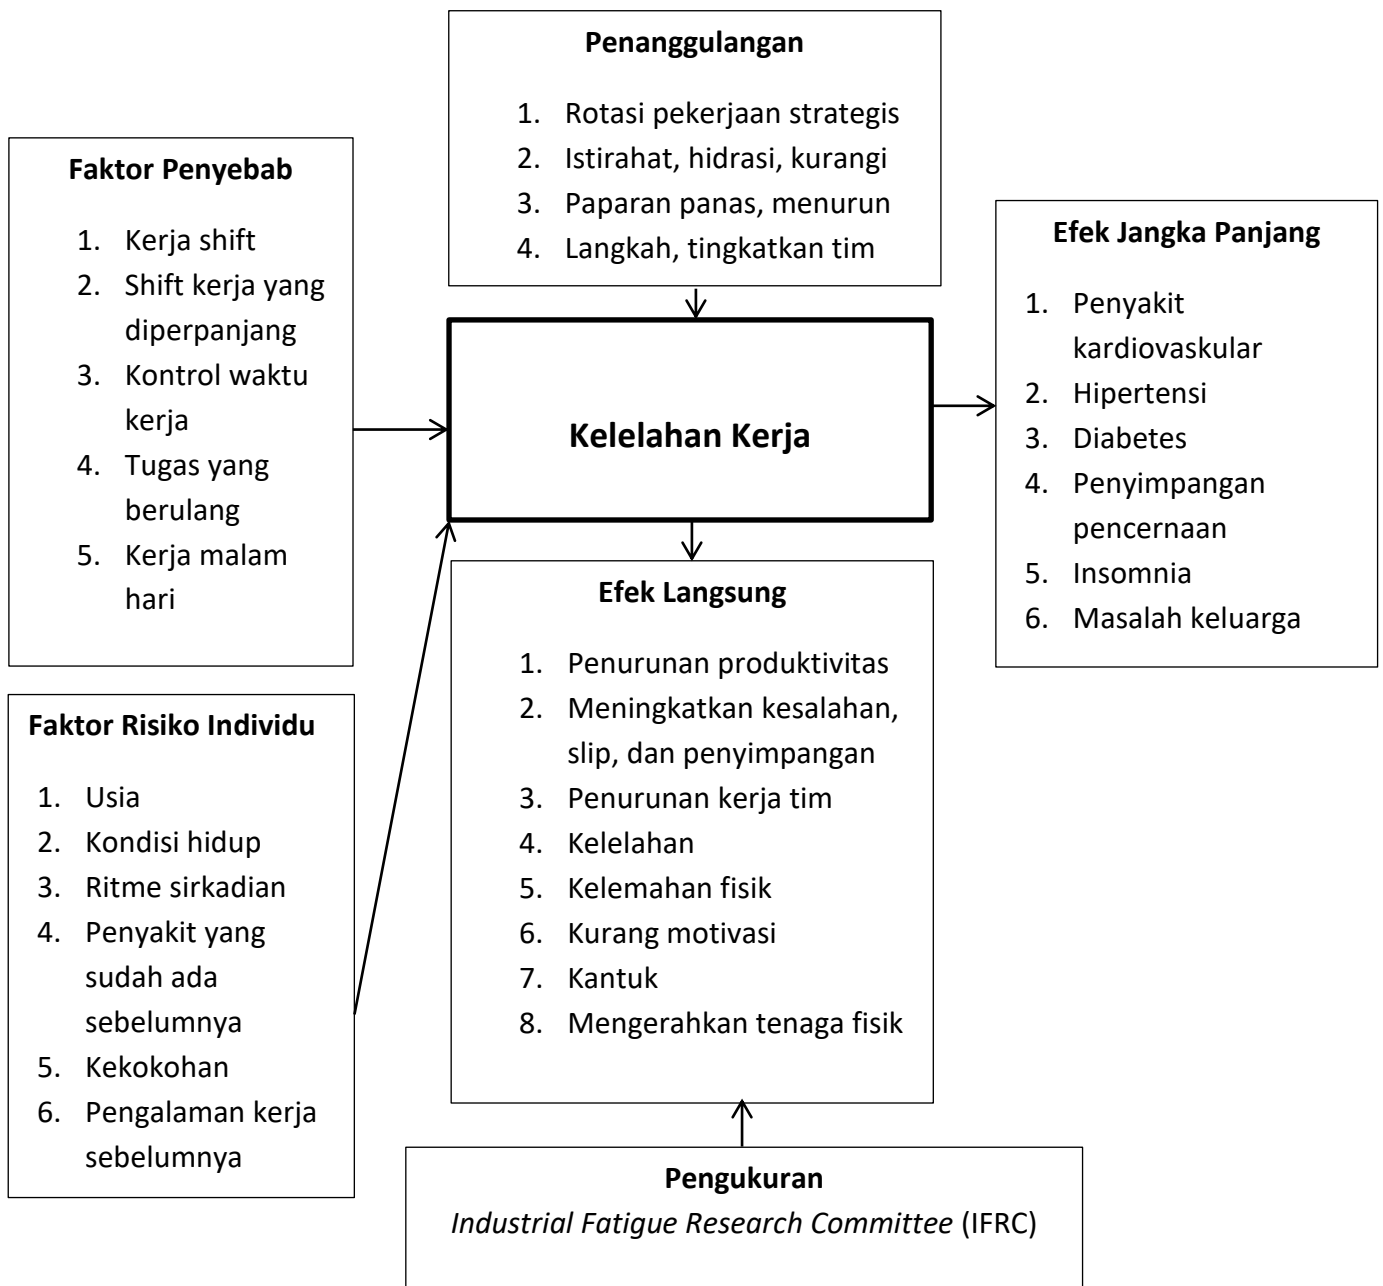 Penanggulangan
1. Rotasi pekerjaan strategis
2. Istirahat, hidrasi, kurangi
3. Paparan panas, menurun
4. Langkah, tingkatkan tim
Faktor Penyebab
1. Kerja shift
2. Shift kerja yang
diperpanjang
3. Kontrol waktu
kerja
4. Tugas yang
berulang
5. Kerja malam
hari
Kelelahan Kerja
Efek Jangka Panjang
1. Penyakit
kardiovaskular
2. Hipertensi
3. Diabetes
4. Penyimpangan
pencernaan
5. Insomnia
6. Masalah keluarga
Faktor Risiko Individu
1. Usia
2. Kondisi hidup
3. Ritme sirkadian
4. Penyakit yang
sudah ada
sebelumnya
5. Kekokohan
6. Pengalaman kerja
sebelumnya
Efek Langsung
1. Penurunan produktivitas
2. Meningkatkan kesalahan,
slip, dan penyimpangan
3. Penurunan kerja tim
4. Kelelahan
5. Kelemahan fisik
6. Kurang motivasi
7. Kantuk
8. Mengerahkan tenaga fisik
Pengukuran
Industrial Fatigue Research Committee (IFRC)